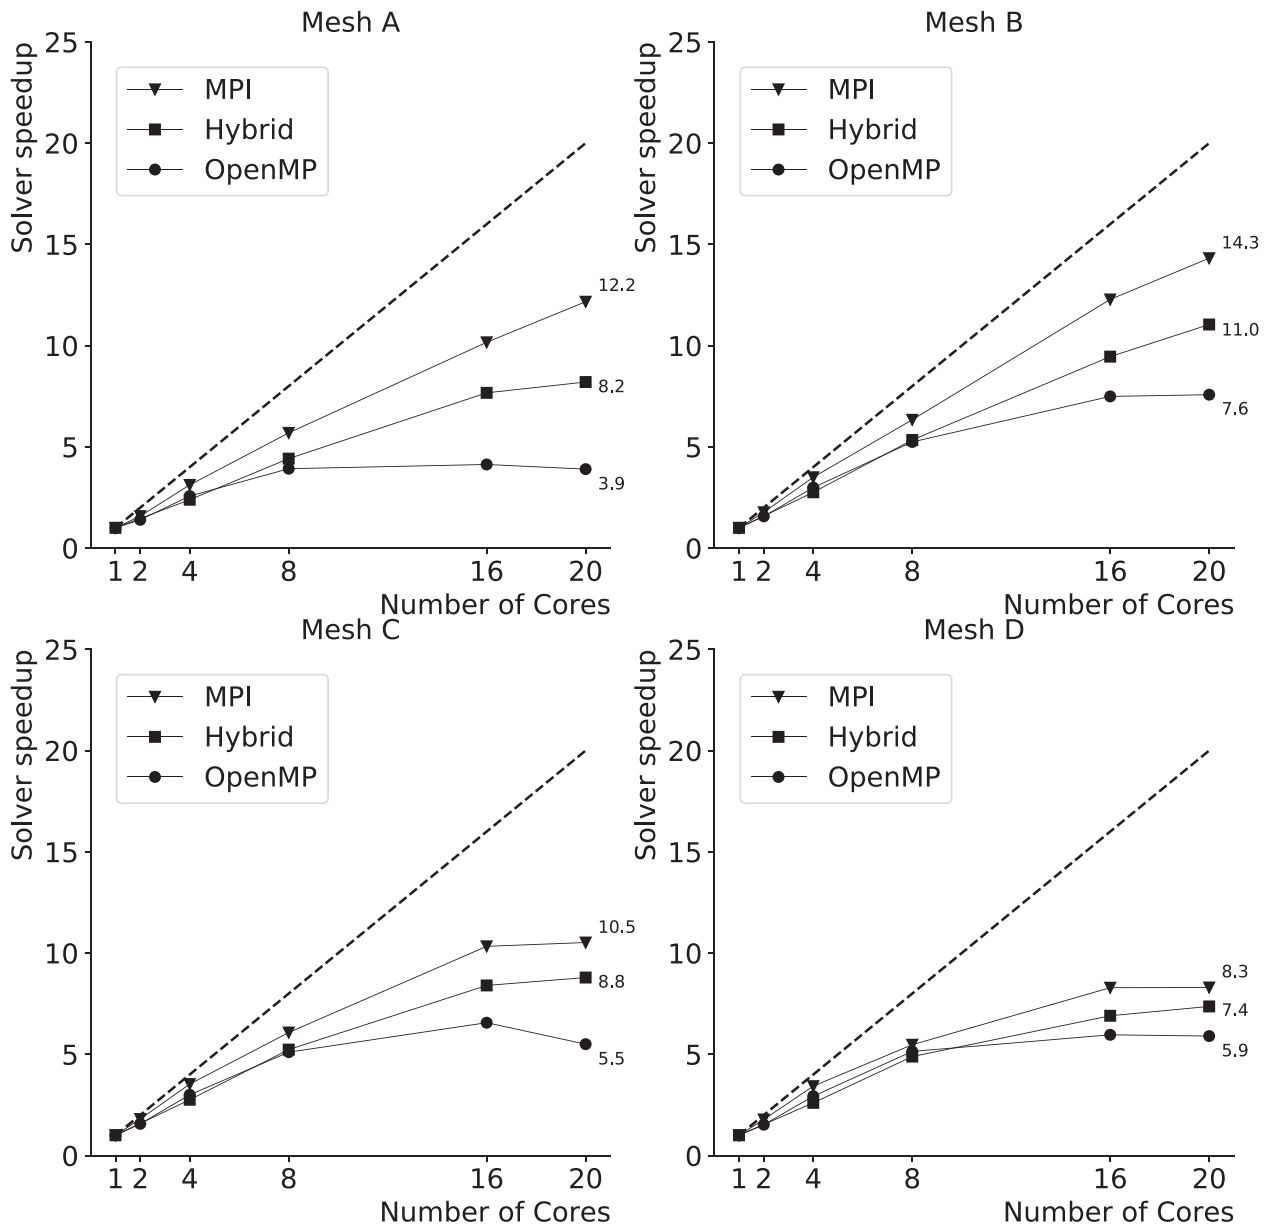 Mesh A
Solver speedup
25
20
15
10
5
0
MPI
Hybrid
OpenMP
12.2
8.2
3.9
1 2 4 8 16 20
Number of Cores
Mesh B
Solver speedup
25
20
15
10
5
0
MPI
Hybrid
OpenMP
14.3
11.0
7.6
1 2 4 8 16 20
Number of Cores
Mesh C
Solver speedup
25
20
15
10
5
0
MPI
Hybrid
OpenMP
10.5
8.8
5.5
1 2 4 8 16 20
Number of Cores
Mesh D
Solver speedup
25
20
15
10
5
0
MPI
Hybrid
OpenMP
8.3
7.4
5.9
1 2 4 8 16 20
Number of Cores